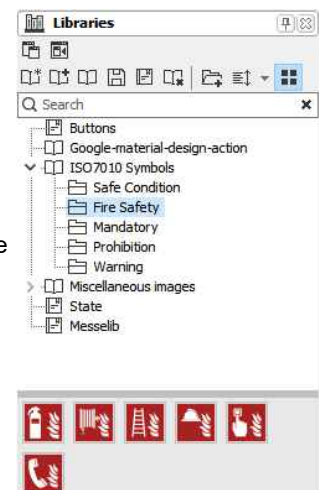 Libraries
Search
Buttons
Google-material-design-action
ISO7010 Symbols
Safe Condition
Fire Safety
e
Mandatory
Prohibition
Warning
Miscellaneous images
State
Messelib